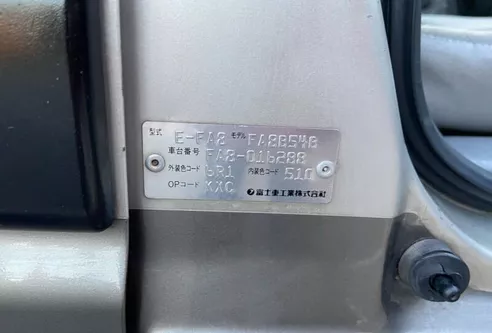 型式 E-FA8 モデル FA8B54B
車台番号 FA8-016288
外装色コード 6R1 内装色コード 510
OPコード XXC 富士重工業株式会社